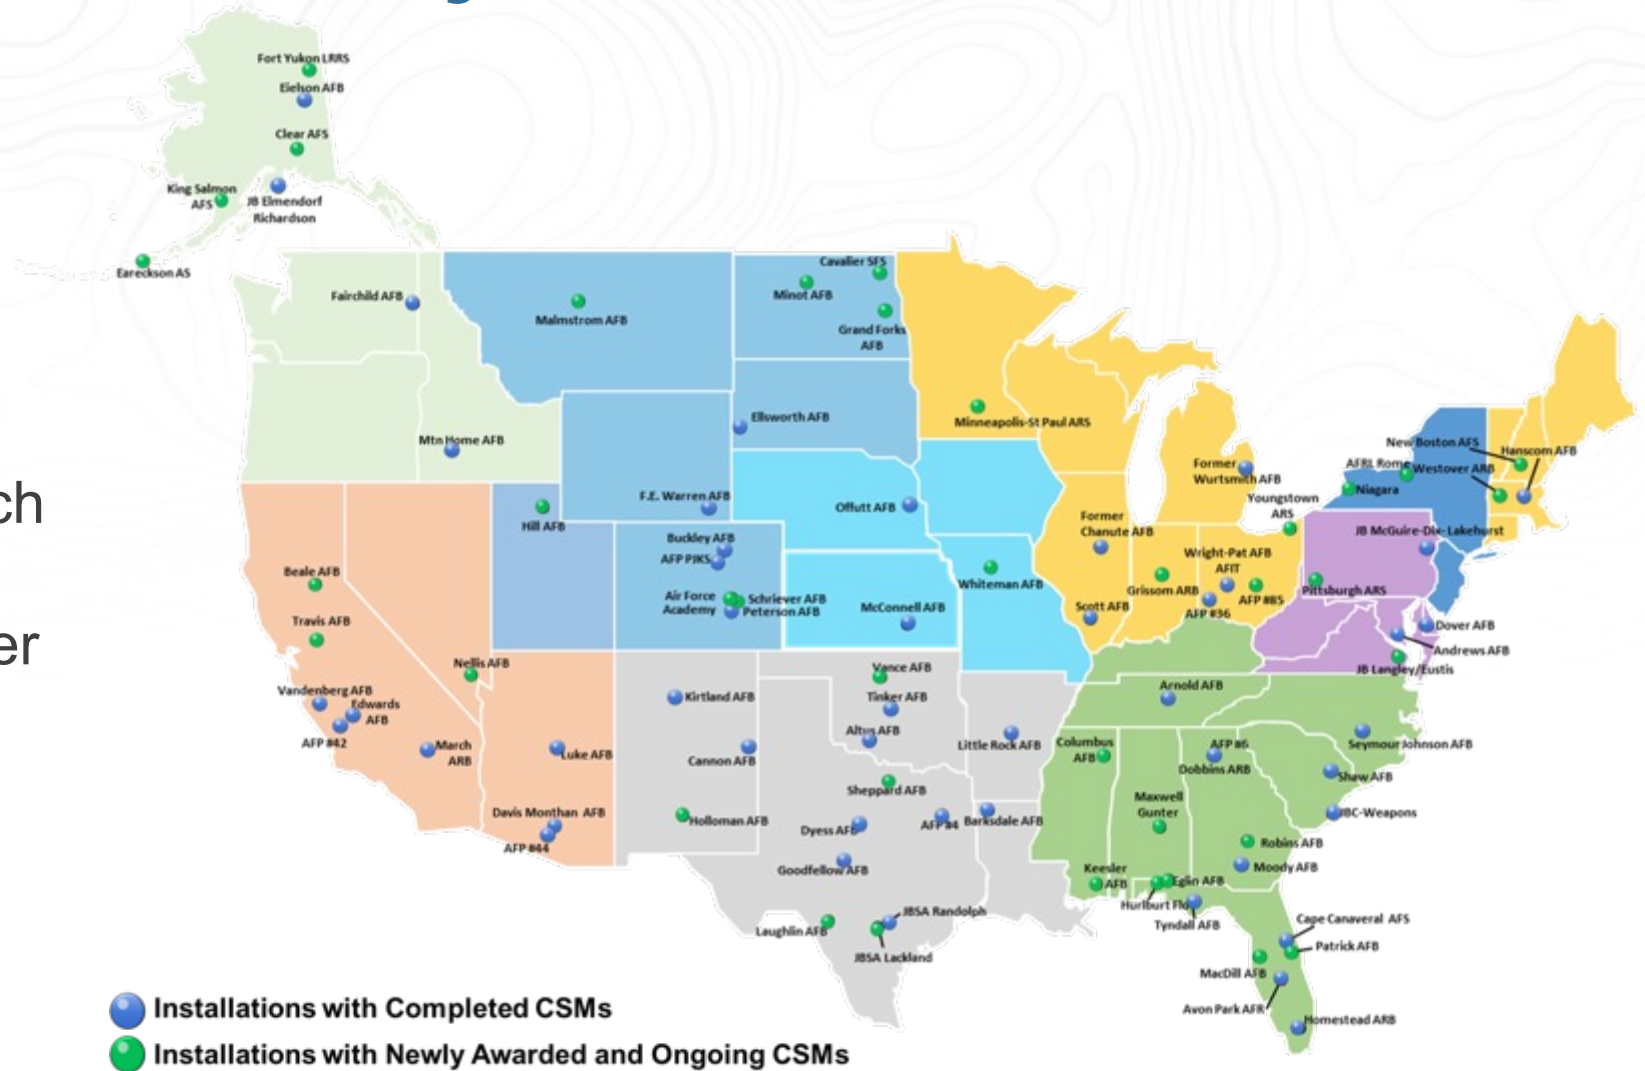 g
Fort Yukon LRRS
Eielson AFB
Clear AFS
King Salmon
AFS
JB Elmendorf
Richardson
Eareckson AS
Fairchild AFB
Malmstrom AFB
Cavalier SFS
Minot AFB
Grand Forks
AFB
Ellsworth AFB
Minneapolis-St Paul ARS
Mtn Home AFB
ch
er
F.E. Warren AFB
Offutt AFB
Hill AFB
Buckley AFB
AFP PJKS
Air Force
Academy
Schriever AFB
Peterson AFB
McConnell AFB
Whiteman AFB
Former
Wurtsmith AFB
Former
Chanute AFB
Youngstown
ARS
Wright-Pat AFB
AFIT
Grissom ARB
AFP #85
AFP #36
Scott AFB
New Boston AFS
Hanscom AFB
AFRL Rome
Westover ARB
Niagara
JB McGuire-Dix- Lakehurst
Pittsburgh ARS
Dover AFB
Andrews AFB
JB Langley/Eustis
Beale AFB
Travis AFB
Nellis AFB
Vandenberg AFB
Edwards
AFB
AFP #42
March
ARB
Luke AFB
Davis Monthan AFB
AFP #44
Kirtland AFB
Cannon AFB
Holloman AFB
Vance AFB
Tinker AFB
Altus AFB
Sheppard AFB
Dyess AFB
AFP #4
Goodfellow AFB
Laughlin AFB
JBSA Randolph
JBSA Lackland
Little Rock AFB
Barksdale AFB
Arnold AFB
Columbus
AFB
AFP #6
Dobbins ARB
Seymour Johnson AFB
Shaw AFB
JBC-Weapons
Maxwell
Gunter
Robins AFB
Moody AFB
Keesler
AFB
Eglin AFB
Hurlburt Fld
Tyndall AFB
Cape Canaveral AFS
Patrick AFB
MacDill AFB
Avon Park AFR
Homestead ARB
Installations with Completed CSMs
Installations with Newly Awarded and Ongoing CSMs